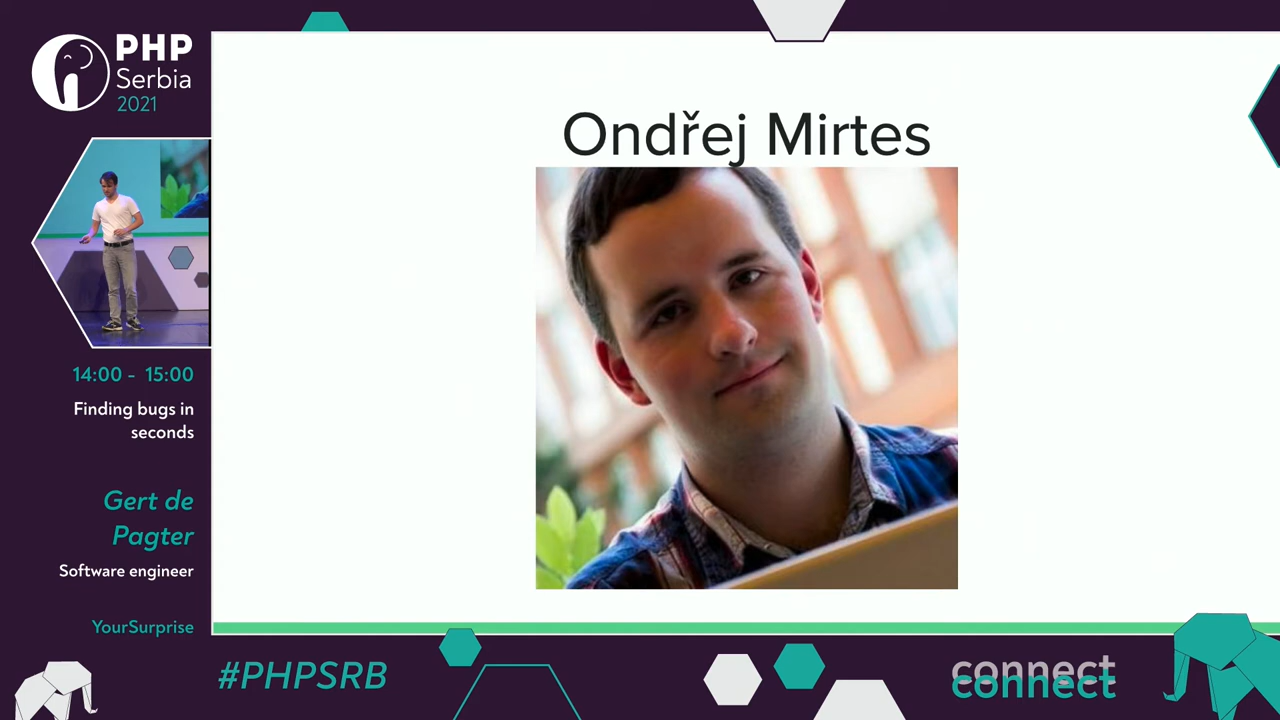 PHP
Serbia
2021
Ondřej Mirtes
14:00 - 15:00
Finding bugs in
seconds
Gert de
Pagter
Software engineer
YourSurprise
#PHPSRB
connect
connect